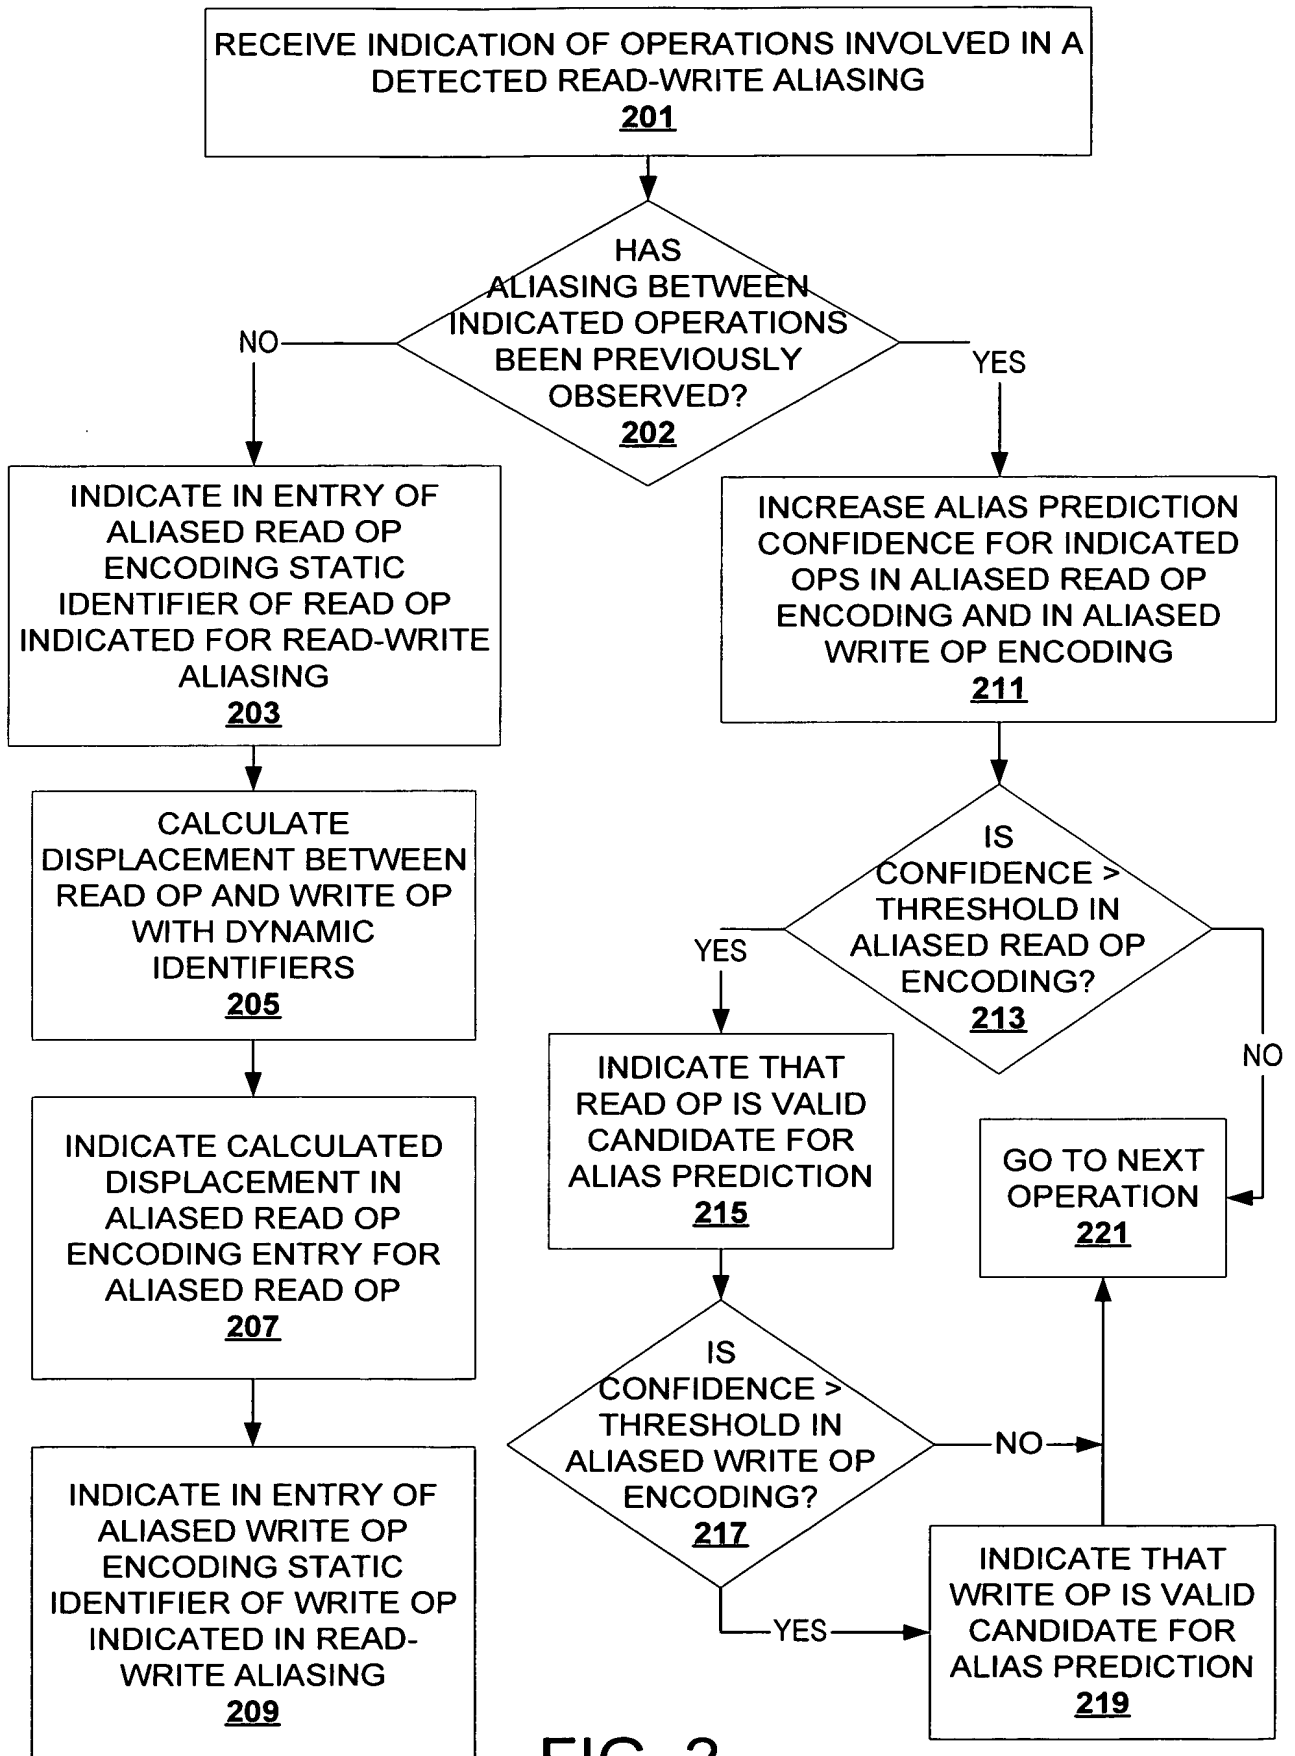 RECEIVE INDICATION OF OPERATIONS INVOLVED IN A
DETECTED READ-WRITE ALIASING
201
HAS
ALIASING BETWEEN
INDICATED OPERATIONS
BEEN PREVIOUSLY
OBSERVED?
202
NO
YES
INDICATE IN ENTRY OF
ALIASED READ OP
ENCODING STATIC
IDENTIFIER OF READ OP
INDICATED FOR READ-WRITE
ALIASING
203
CALCULATE
DISPLACEMENT BETWEEN
READ OP AND WRITE OP
WITH DYNAMIC
IDENTIFIERS
205
INDICATE CALCULATED
DISPLACEMENT IN
ALIASED READ OP
ENCODING ENTRY FOR
ALIASED READ OP
207
INDICATE IN ENTRY OF
ALIASED WRITE OP
ENCODING STATIC
IDENTIFIER OF WRITE OP
INDICATED IN READ-
WRITE ALIASING
209
INCREASE ALIAS PREDICTION
CONFIDENCE FOR INDICATED
OPS IN ALIASED READ OP
ENCODING AND IN ALIASED
WRITE OP ENCODING
211
IS
CONFIDENCE >
THRESHOLD IN
ALIASED READ OP
ENCODING?
213
YES
NO
INDICATE THAT
READ OP IS VALID
CANDIDATE FOR
ALIAS PREDICTION
215
GO TO NEXT
OPERATION
221
IS
CONFIDENCE >
THRESHOLD IN
ALIASED WRITE OP
ENCODING?
217
NO
YES
INDICATE THAT
WRITE OP IS VALID
CANDIDATE FOR
ALIAS PREDICTION
219
FIG.